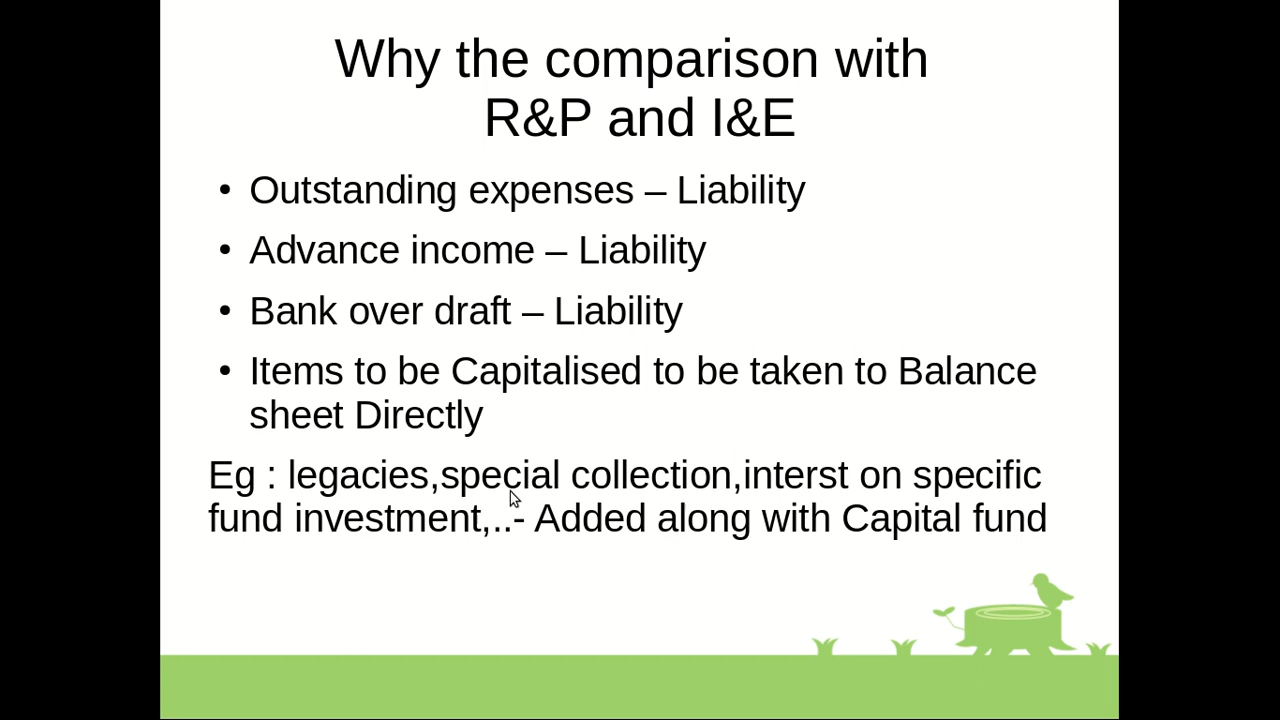 Why the comparison with
R&P and I&E
• Outstanding expenses – Liability
• Advance income – Liability
• Bank over draft – Liability
• Items to be Capitalised to be taken to Balance
sheet Directly
Eg : legacies,special collection,interst on specific
fund investment,..- Added along with Capital fund